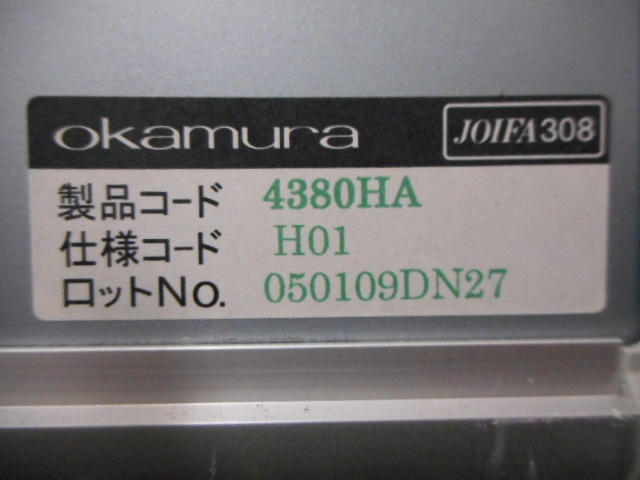 okamura JOIFA308
製品コード 4380HA
仕様コード H01
ロットNo. 050109DN27